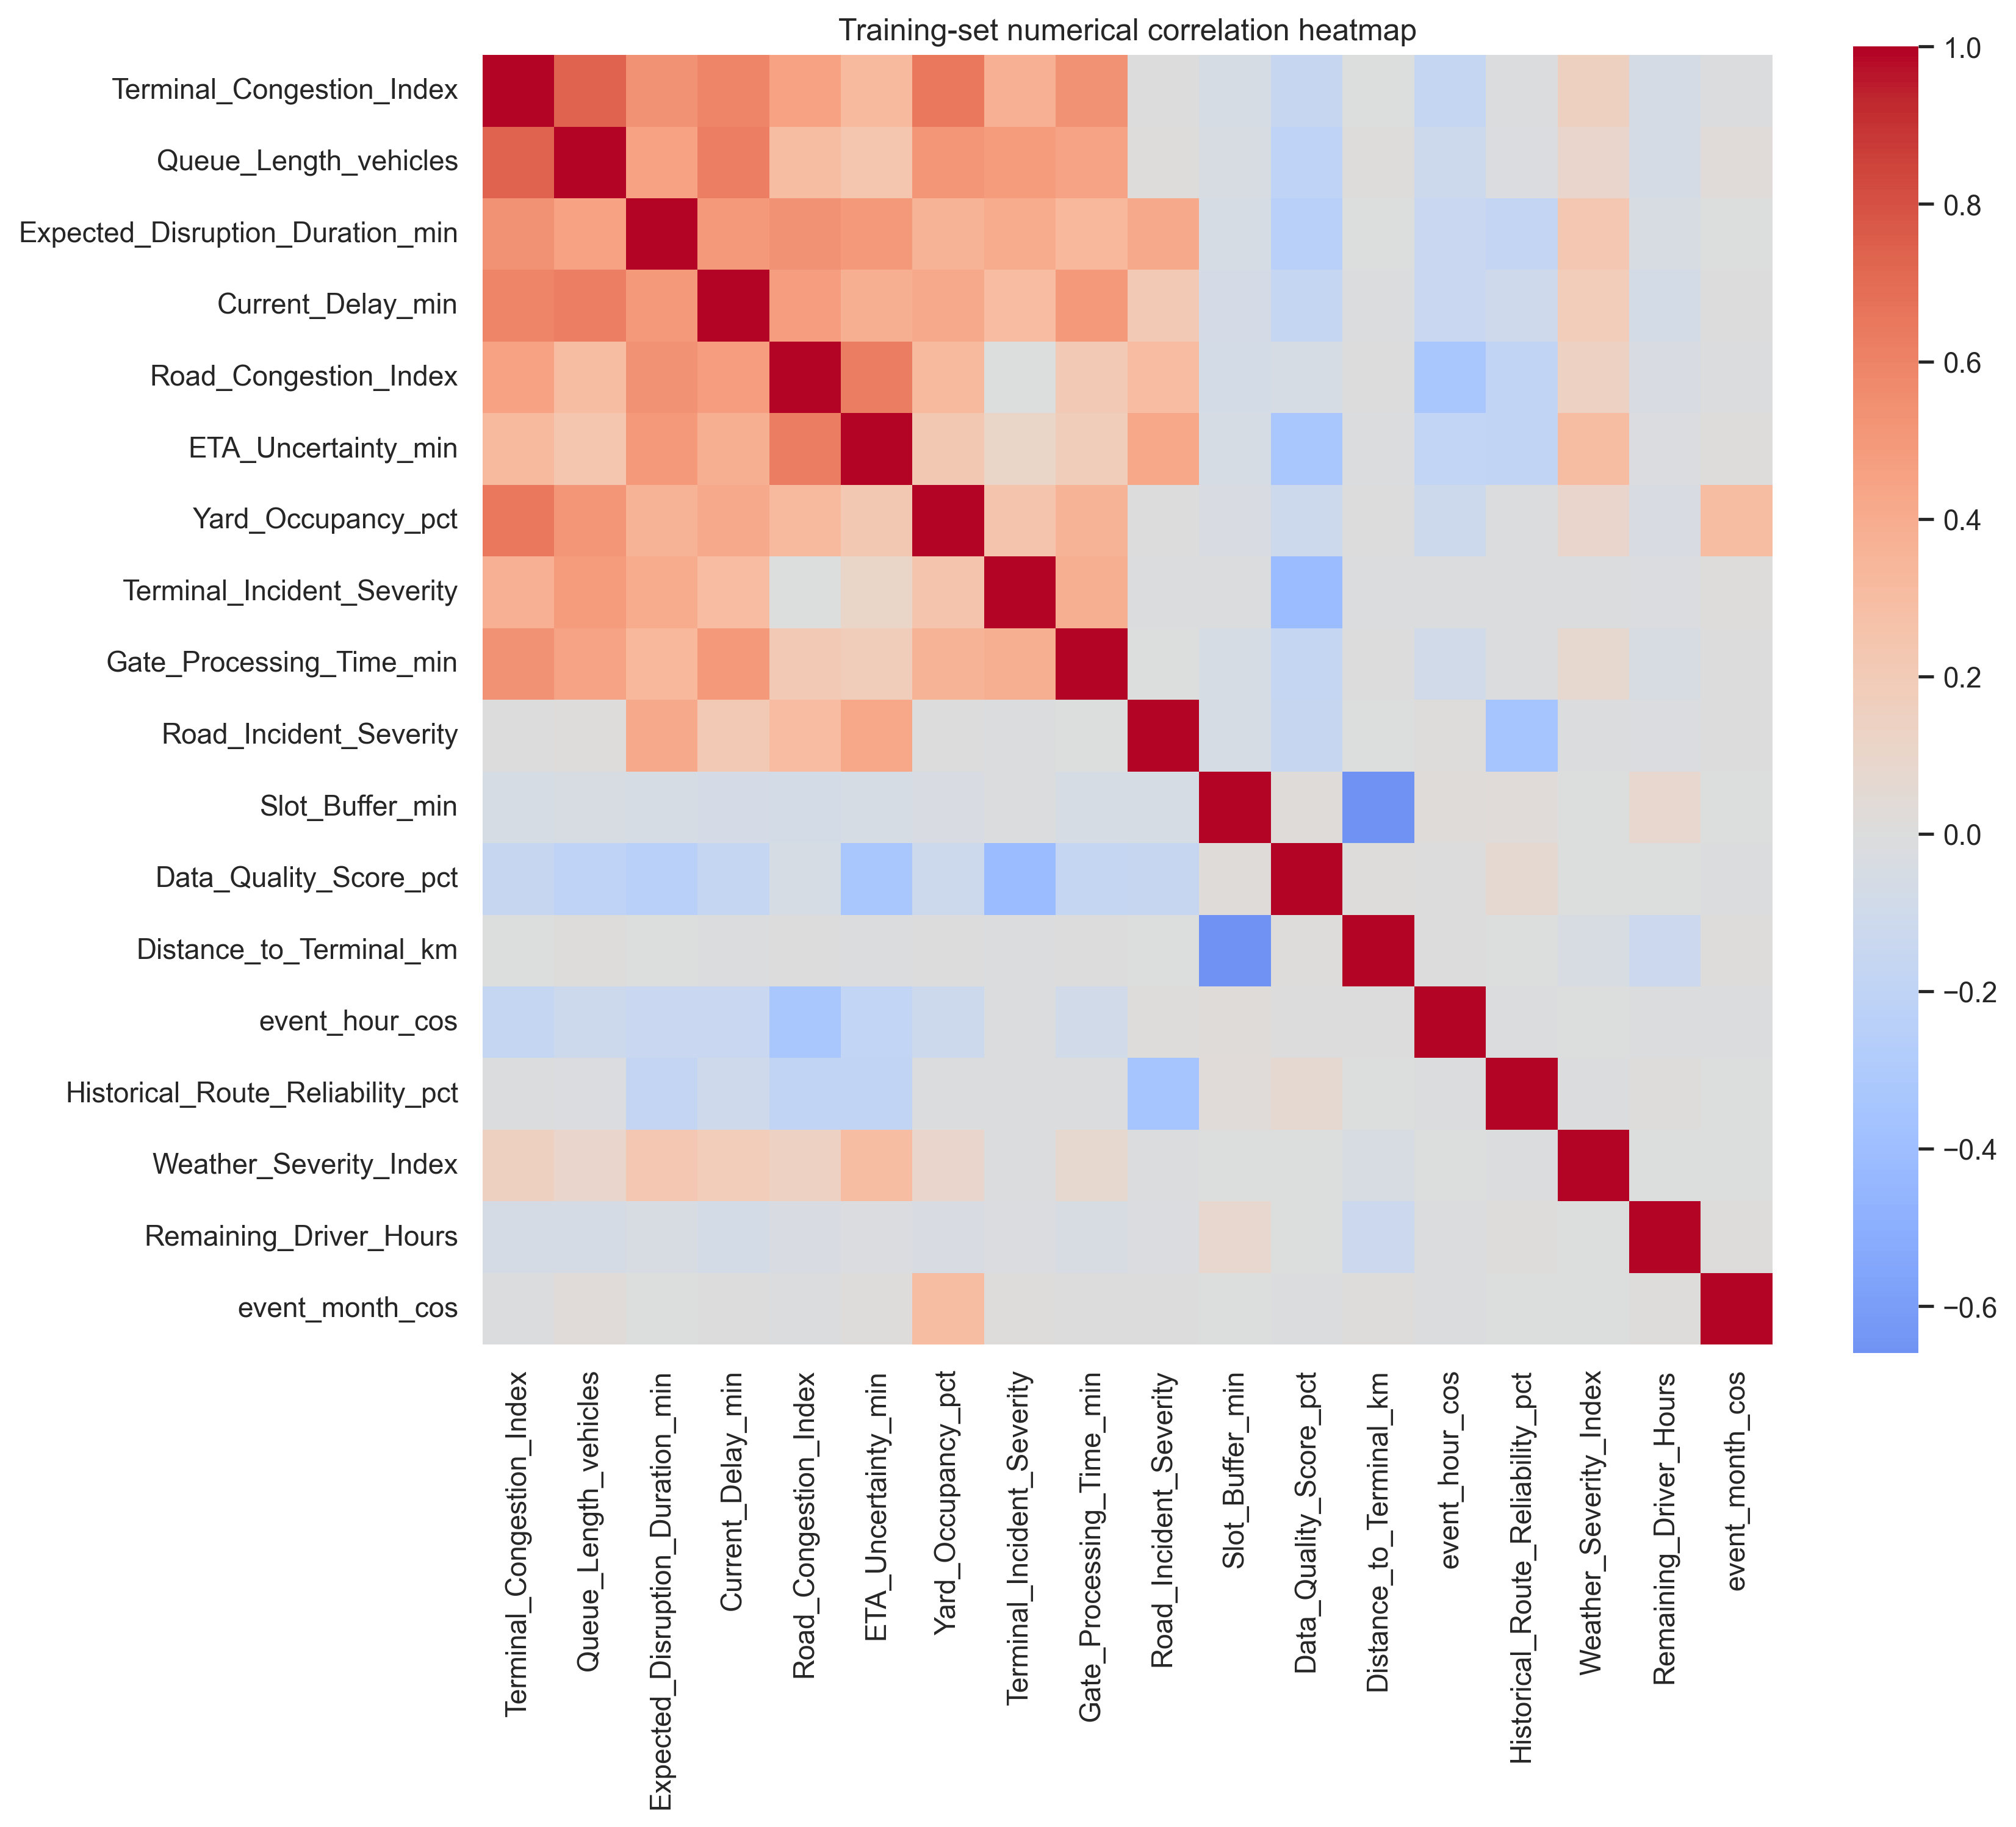 Training-set numerical correlation heatmap
Terminal_Congestion_Index
Queue_Length_vehicles
Expected_Disruption_Duration_min
Current_Delay_min
Road_Congestion_Index
ETA_Uncertainty_min
Yard_Occupancy_pct
Terminal_Incident_Severity
Gate_Processing_Time_min
Road_Incident_Severity
Slot_Buffer_min
Data_Quality_Score_pct
Distance_to_Terminal_km
event_hour_cos
Historical_Route_Reliability_pct
Weather_Severity_Index
Remaining_Driver_Hours
event_month_cos
Terminal_Congestion_Index
Queue_Length_vehicles
Expected_Disruption_Duration_min
Current_Delay_min
Road_Congestion_Index
ETA_Uncertainty_min
Yard_Occupancy_pct
Terminal_Incident_Severity
Gate_Processing_Time_min
Road_Incident_Severity
Slot_Buffer_min
Data_Quality_Score_pct
Distance_to_Terminal_km
event_hour_cos
Historical_Route_Reliability_pct
Weather_Severity_Index
Remaining_Driver_Hours
event_month_cos
1.0
0.8
0.6
0.4
0.2
0.0
−0.2
−0.4
−0.6